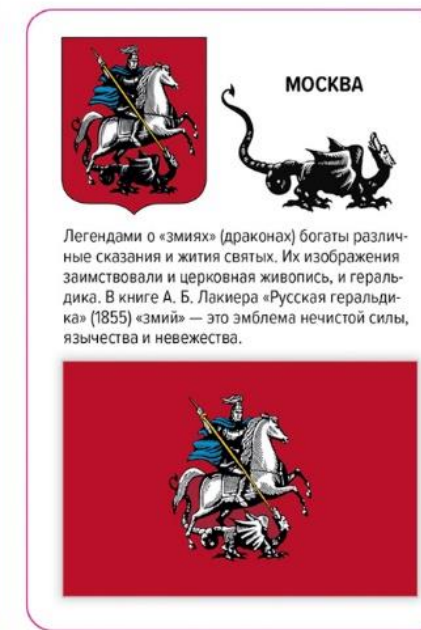 МОСКВА
Легендами о «змиях» (драконах) богаты различ-
ные сказания и жития святых. Их изображения
заимствовали и церковная живопись, и гераль-
дика. В книге А. Б. Лакиера «Русская геральди-
ка» (1855) «змий» — это эмблема нечистой силы,
язычества и невежества.